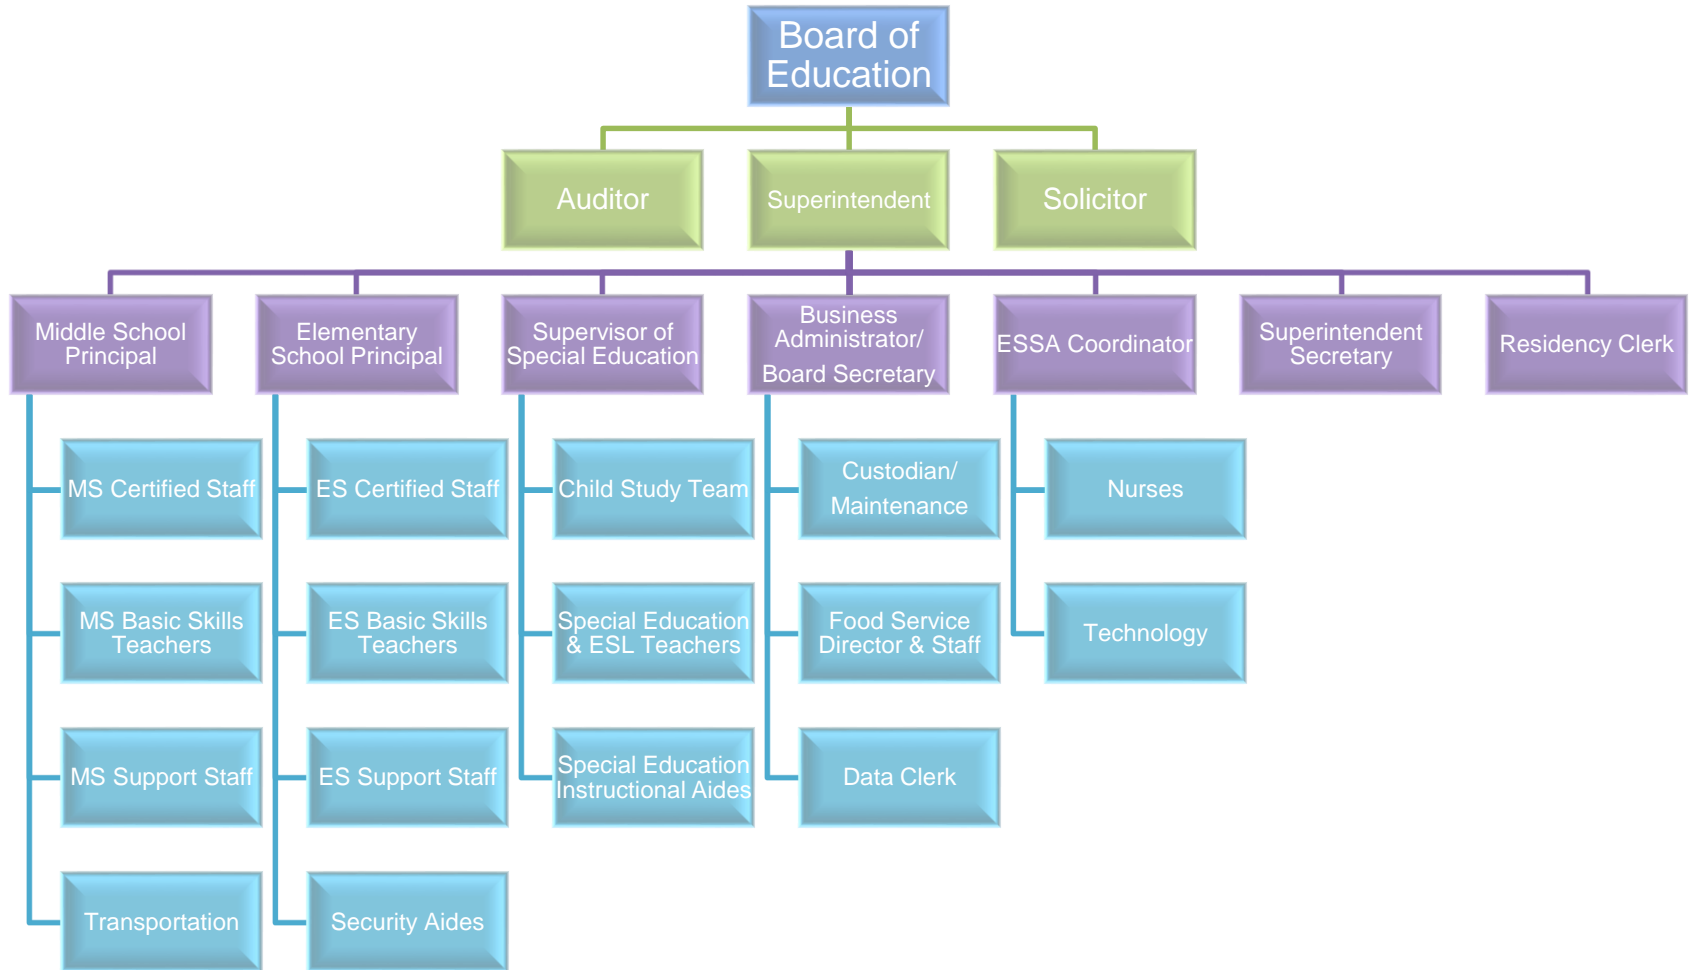 Board of
Education
Auditor
Superintendent
Solicitor
Middle School
Principal
Elementary
School Principal
Supervisor of
Special Education
Business
Administrator/
Board Secretary
ESSA Coordinator
Superintendent
Secretary
Residency Clerk
MS Certified Staff
ES Certified Staff
Child Study Team
Custodian/
Maintenance
Nurses
MS Basic Skills
Teachers
ES Basic Skills
Teachers
Special Education
& ESL Teachers
Food Service
Director & Staff
Technology
MS Support Staff
ES Support Staff
Special Education
Instructional Aides
Data Clerk
Transportation
Security Aides